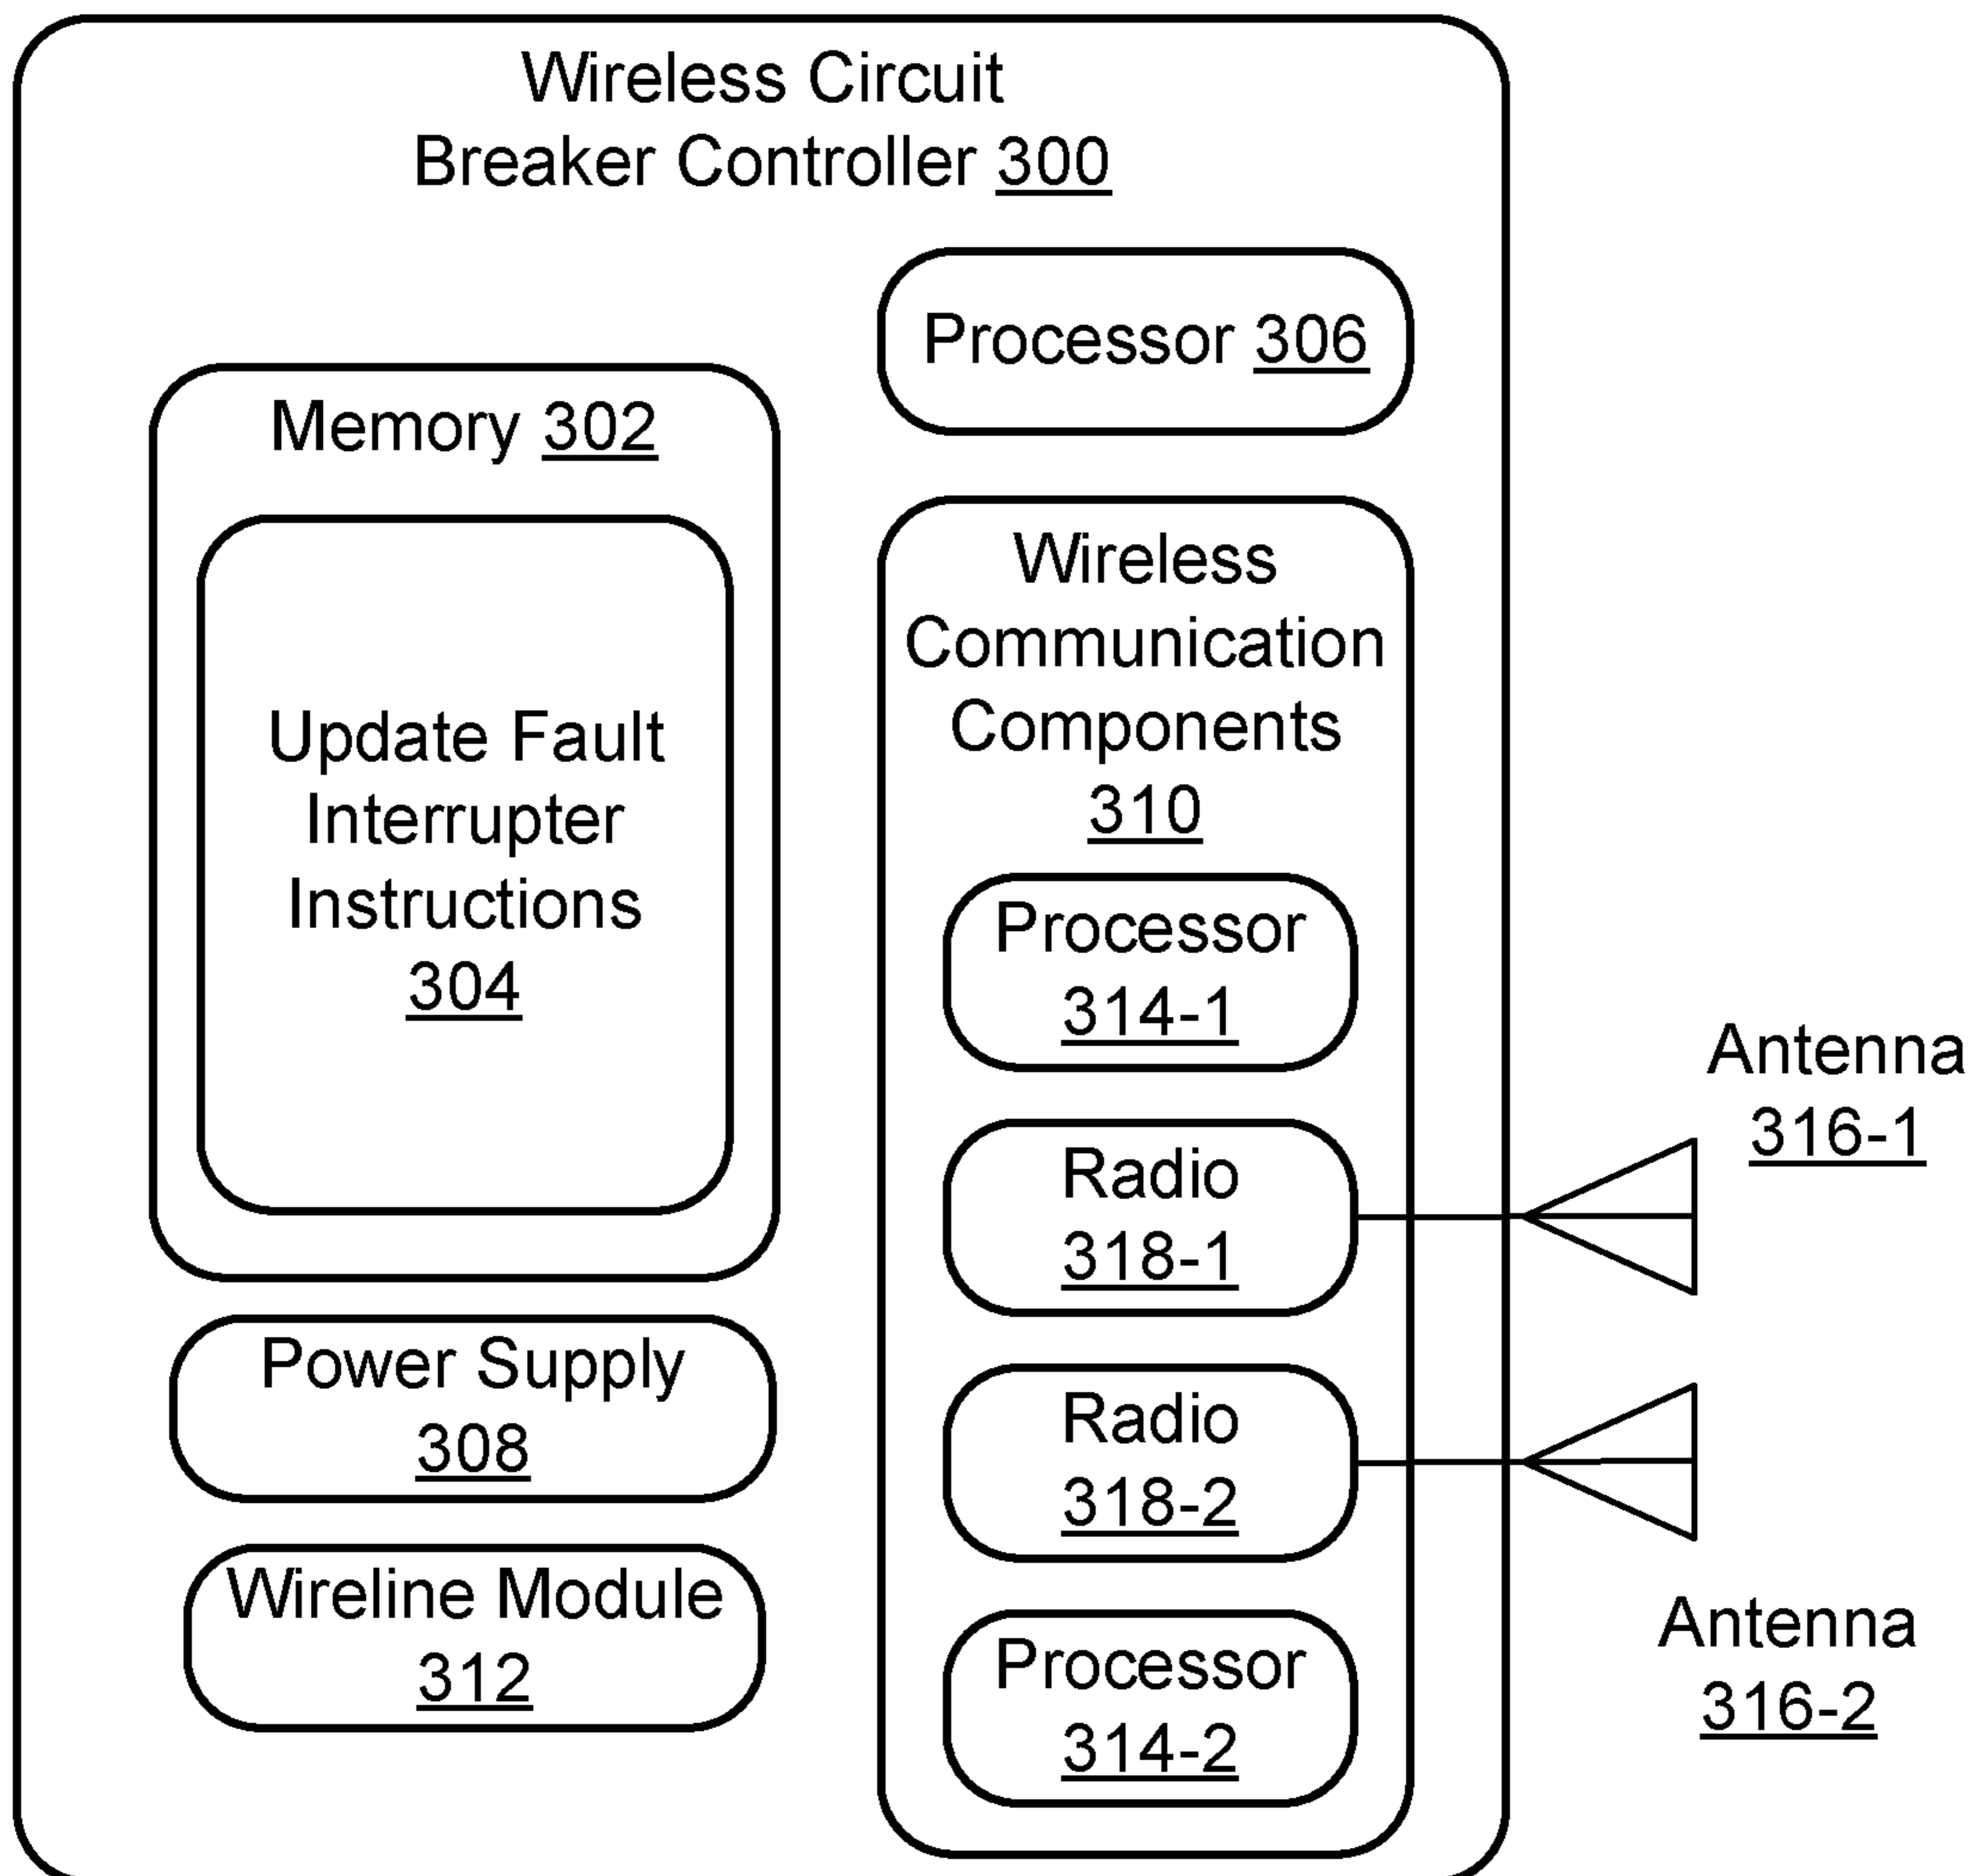 Wireless Circuit
Breaker Controller 300
Processor 306
Memory 302
Update Fault
Interrupter
Instructions
304
Power Supply
308
Wireline Module
312
Wireless
Communication
Components
310
Processor
314-1
Radio
318-1
Radio
318-2
Processor
314-2
Antenna
316-1
Antenna
316-2